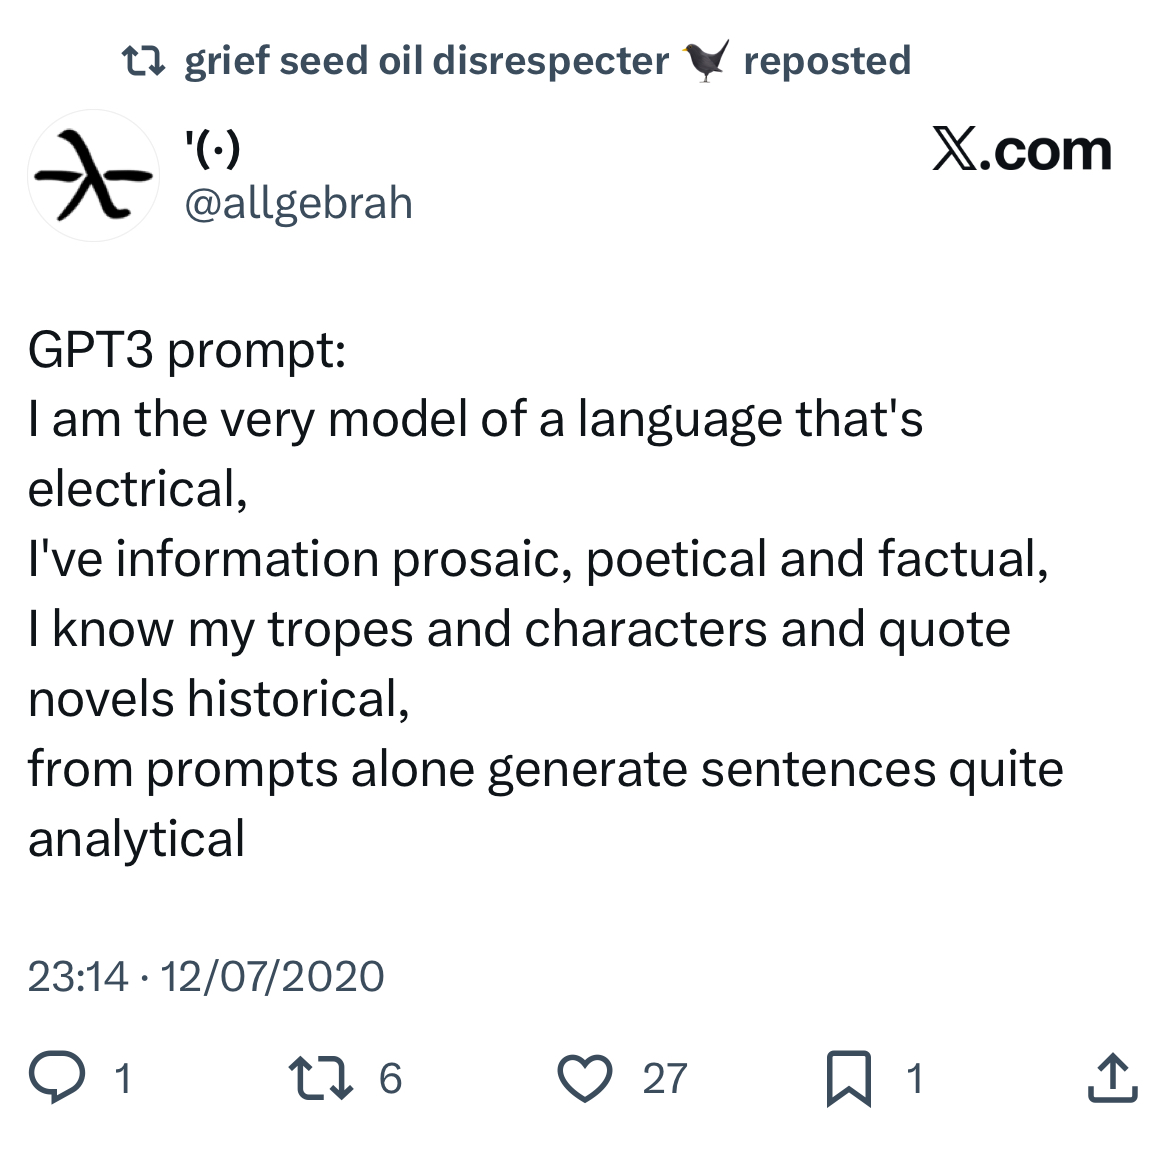 grief seed oil disrespecter 🐦‍⬛ reposted
'(·)
𝕏.com
@allgebrah
GPT3 prompt:
I am the very model of a language that's
electrical,
I've information prosaic, poetical and factual,
I know my tropes and characters and quote
novels historical,
from prompts alone generate sentences quite
analytical
23:14 · 12/07/2020
1 6 27 1